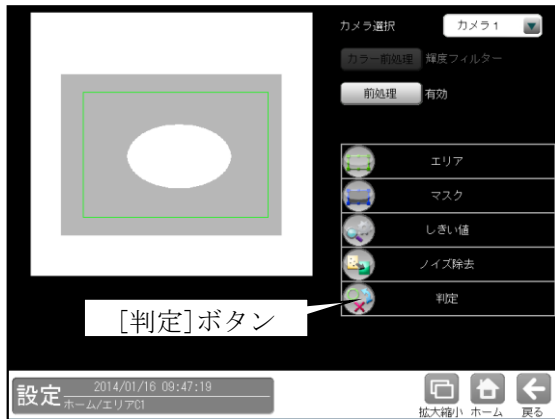 カメラ選択 カメラ1
カラー前処理 輝度フィルター
前処理 有効
エリア
マスク
しきい値
ノイズ除去
判定
[判定]ボタン
設定 2014/01/16 09:47:19
ホーム/エリアC1
拡大縮小 ホーム 戻る